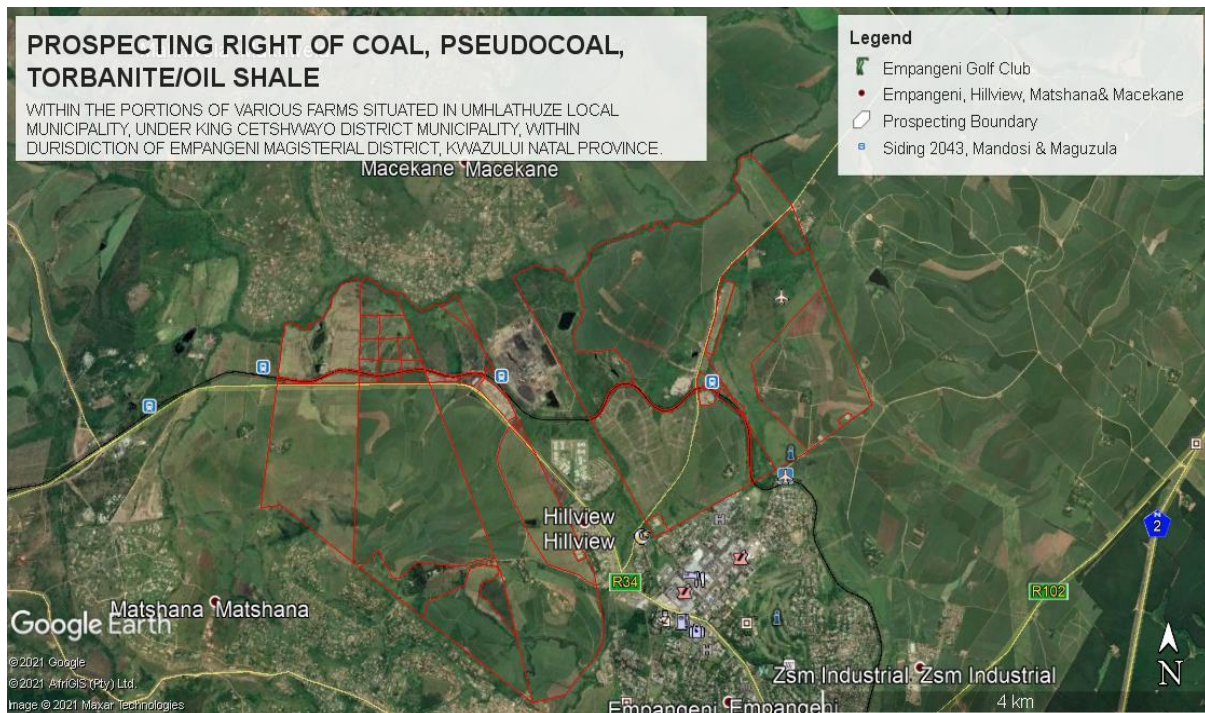 PROSPECTING RIGHT OF COAL, PSEUDOCOAL,
TORBANITE/OIL SHALE
WITHIN THE PORTIONS OF VARIOUS FARMS SITUATED IN UMHLATHUZE LOCAL
MUNICIPALITY, UNDER KING CETSHWAYO DISTRICT MUNICIPALITY, WITHIN
DURISDICTION OF EMPANGENI MAGISTERIAL DISTRICT, KWAZULUI NATAL PROVINCE.
Legend
Empangeni Golf Club
Empangeni, Hillview, Matshana& Macekane
Prospecting Boundary
Siding 2043, Mandosi & Maguzula
Macekane Macekane
Hillview
Hillview
N
2
R34
R102
Matshana Matshana
Google Earth
©2021 Google
©2021 AfriGIS (Pty) Ltd.
Image © 2021 Maxar Technologies
Zsm Industrial Zsm Industrial
Empangeni Empangeni
4 km
N